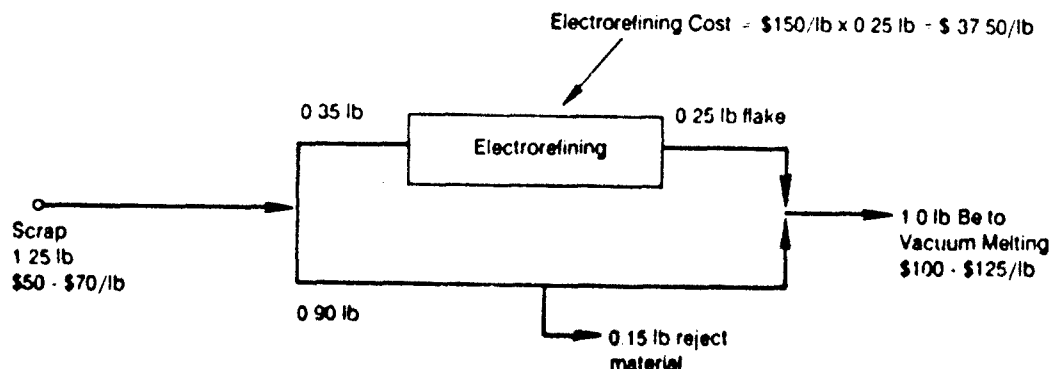 Electrorefining Cost - $150/lb x 0 25 lb - $ 37 50/lb
0 35 lb
0 25 lb flake
Electrorefining
Scrap
1 25 lb
$50 - $70/lb
1 0 lb Be to
Vacuum Melting
$100 - $125/lb
0 90 lb
0.15 lb reject
material